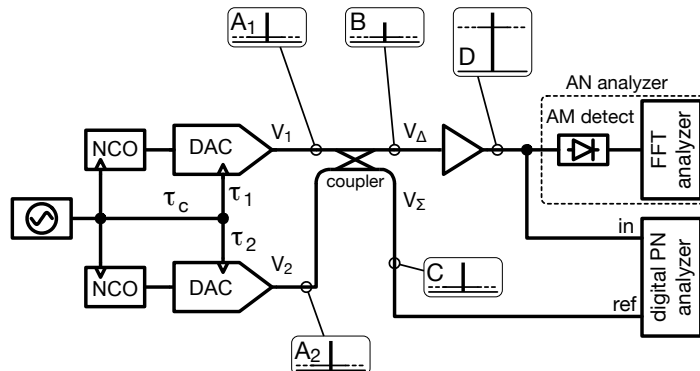 A1
B
D
AN analyzer
AM detect
FFT
analyzer
NCO
DAC
V1
VΔ
coupler
τc
τ1
τ2
VΣ
in
digital PN
analyzer
NCO
DAC
V2
C
ref
A2